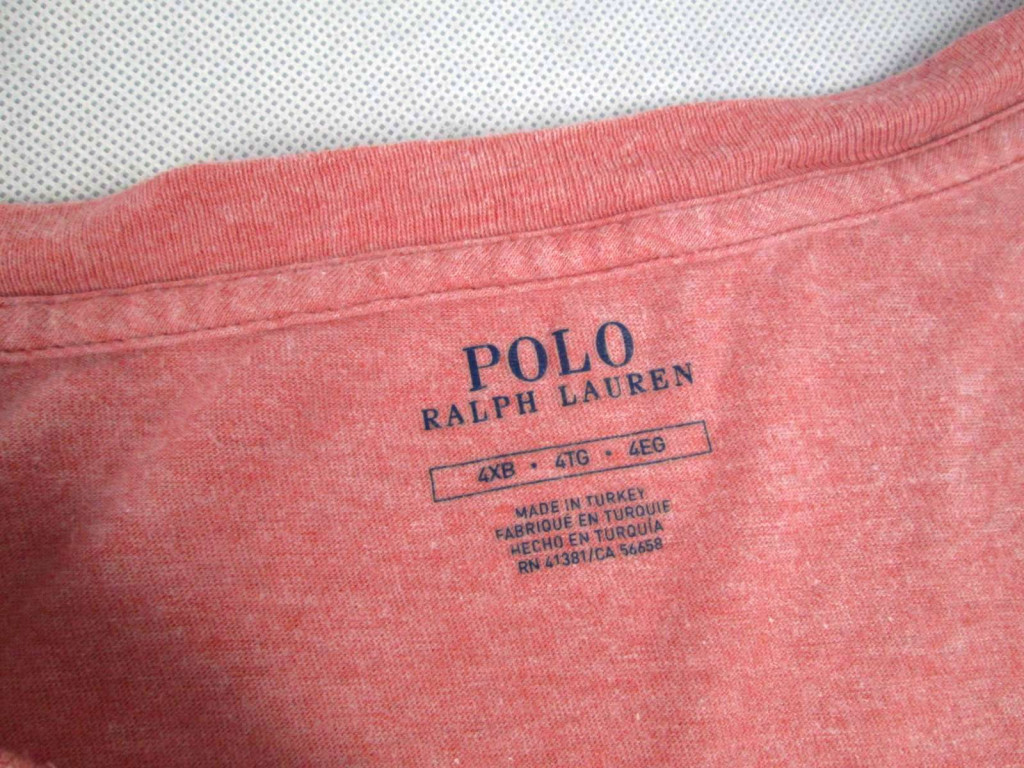 POLO
RALPH LAUREN
4XB • 4TG • 4EG
MADE IN TURKEY
FABRIQUÉ EN TURQUIE
HECHO EN TURQUÍA
RN 41381/CA 56658